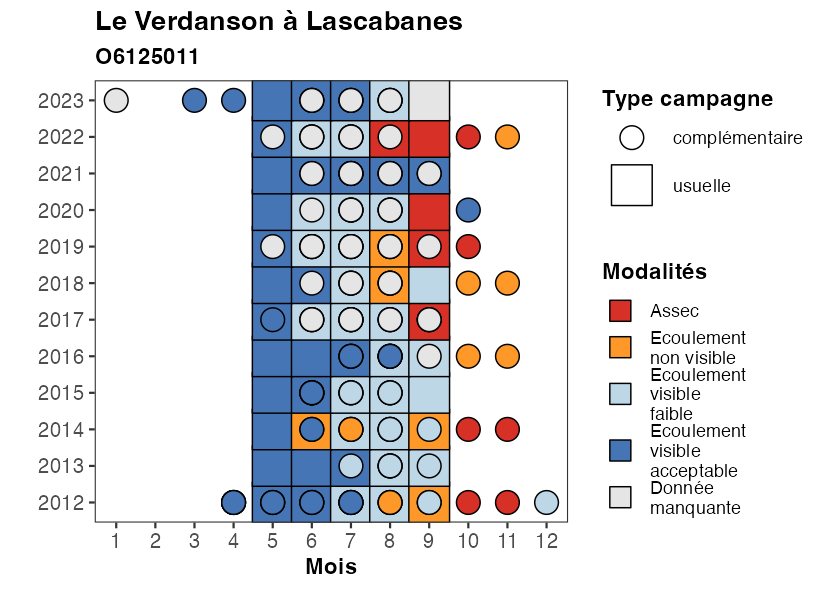 Le Verdanson à Lascabanes
O6125011
2023
2022
2021
2020
2019
2018
2017
2016
2015
2014
2013
2012
1 2 3 4 5 6 7 8 9 10 11 12
Mois
Type campagne
complémentaire
usuelle
Modalités
Assec
Ecoulement
non visible
Ecoulement
visible
faible
Ecoulement
visible
acceptable
Donnée
manquante